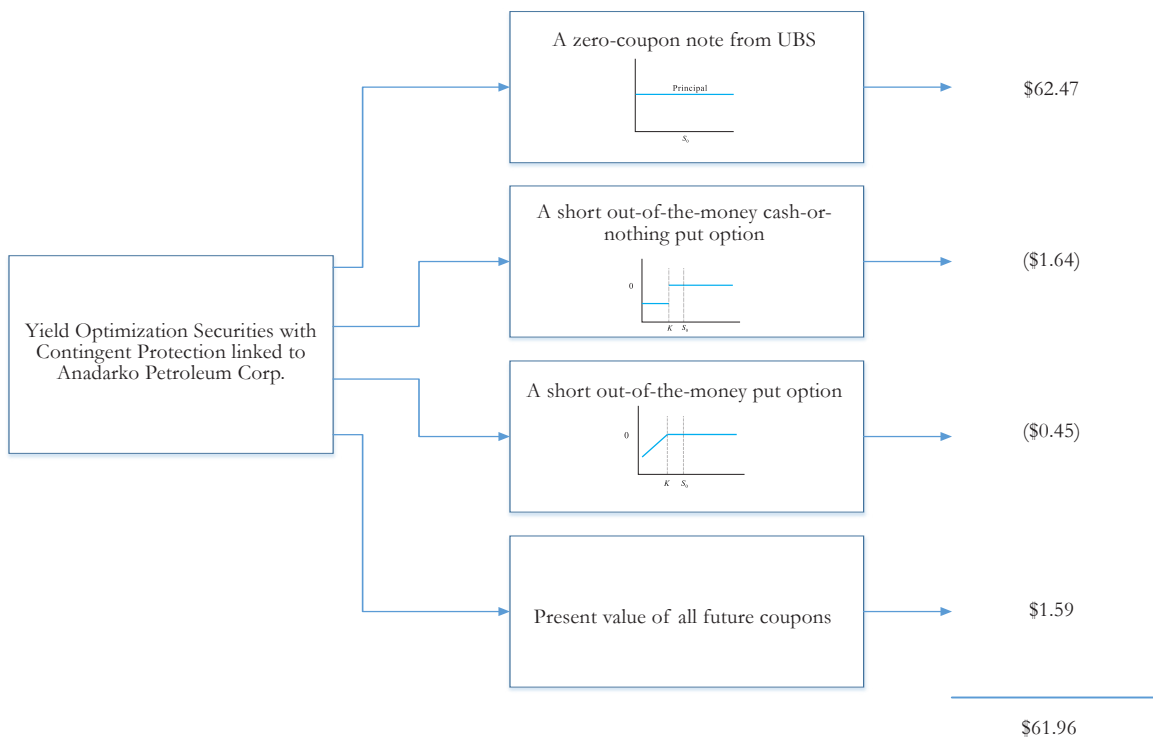 A zero-coupon note from UBS
Principal
S₀
$62.47
A short out-of-the-money cash-or-
nothing put option
0
K S₀
($1.64)
Yield Optimization Securities with
Contingent Protection linked to
Anadarko Petroleum Corp.
A short out-of-the-money put option
0
K S₀
($0.45)
Present value of all future coupons
$1.59
$61.96